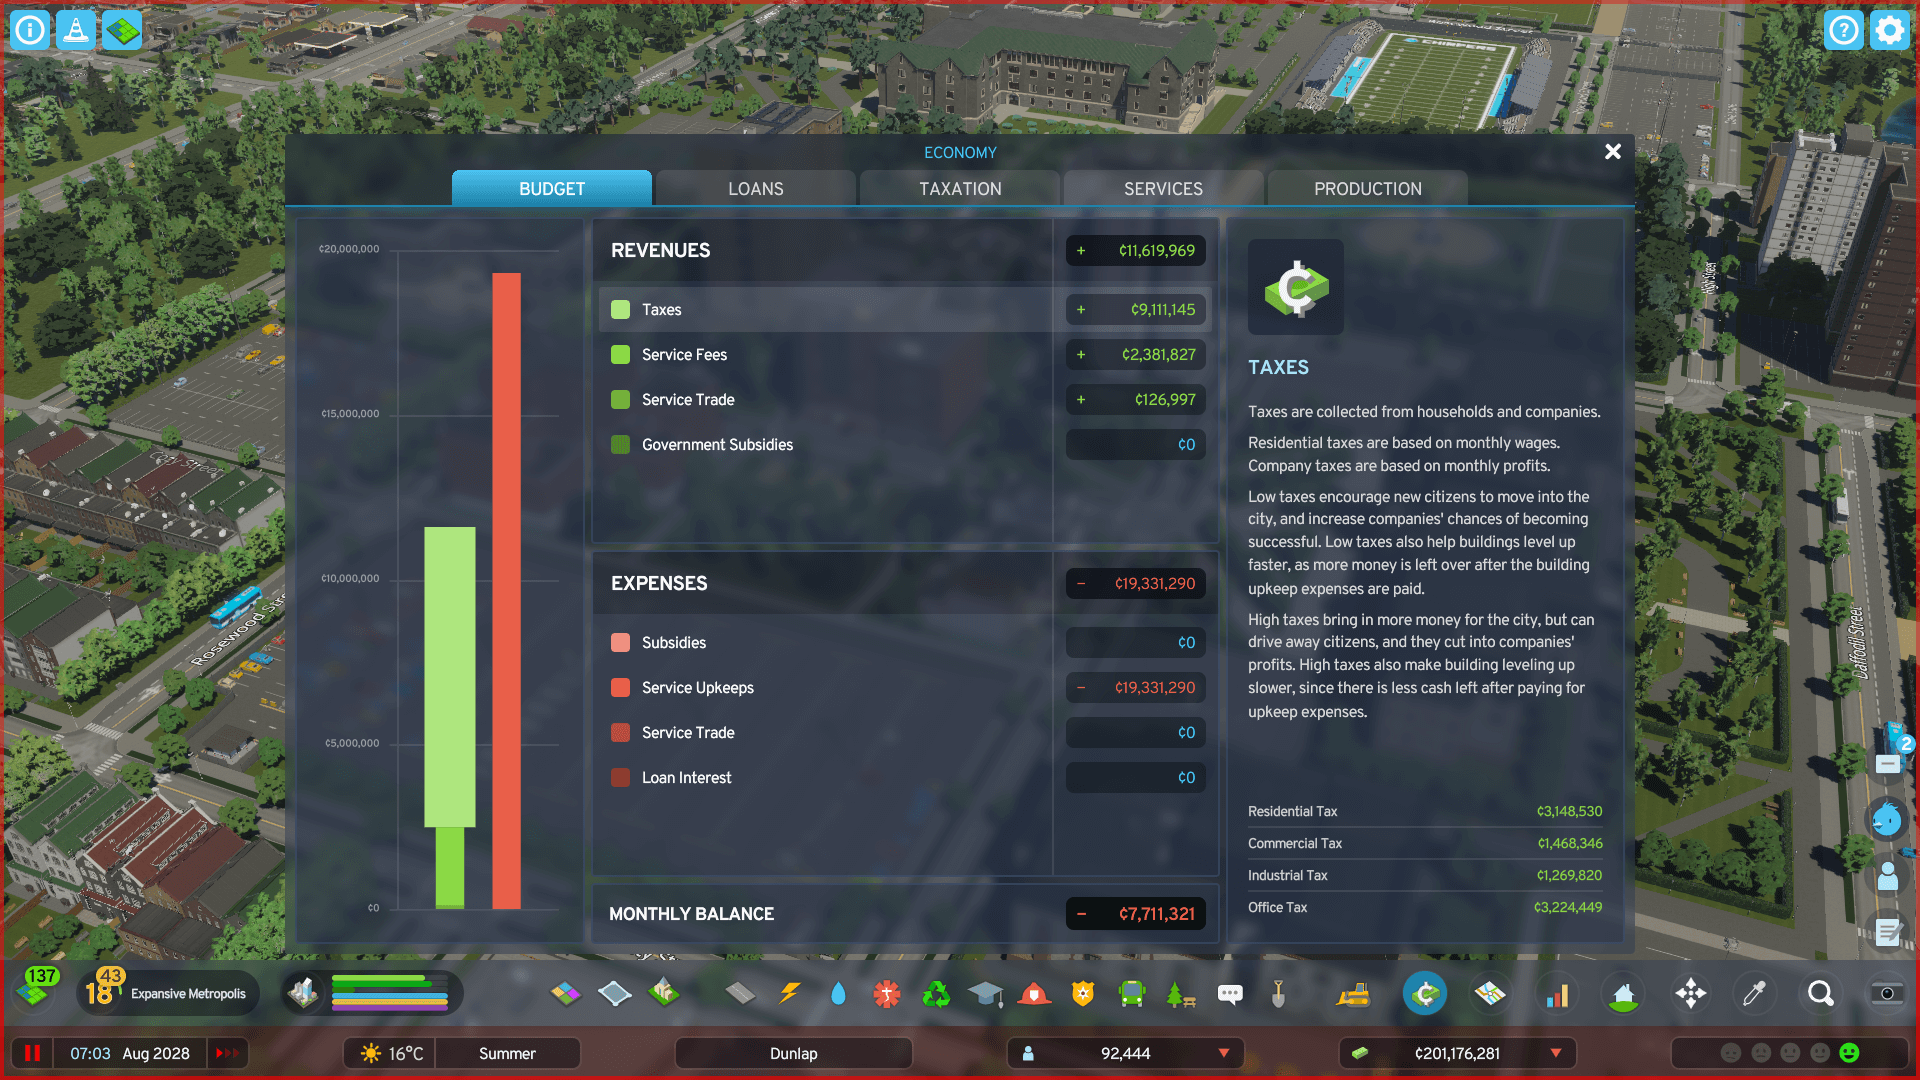 CHIRPERS
ECONOMY
BUDGET
LOANS
TAXATION
SERVICES
PRODUCTION
¢20,000,000
¢15,000,000
¢10,000,000
¢5,000,000
¢0
REVENUES + ¢11,619,969
Taxes + ¢9,111,145
Service Fees + ¢2,381,827
Service Trade + ¢126,997
Government Subsidies ¢0
EXPENSES - ¢19,331,290
Subsidies ¢0
Service Upkeeps - ¢19,331,290
Service Trade ¢0
Loan Interest ¢0
MONTHLY BALANCE - ¢7,711,321
TAXES
Taxes are collected from households and companies.
Residential taxes are based on monthly wages.
Company taxes are based on monthly profits.
Low taxes encourage new citizens to move into the
city, and increase companies' chances of becoming
successful. Low taxes also help buildings level up
faster, as more money is left over after the building
upkeep expenses are paid.
High taxes bring in more money for the city, but can
drive away citizens, and they cut into companies'
profits. High taxes also make building leveling up
slower, since there is less cash left after paying for
upkeep expenses.
Residential Tax ¢3,148,530
Commercial Tax ¢1,468,346
Industrial Tax ¢1,269,820
Office Tax ¢3,224,449
High Street
Daffodil Street
Rosewood Str
2
137
43
18
Expansive Metropolis
07:03 Aug 2028
16°C
Summer
Dunlap
92,444
¢201,176,281